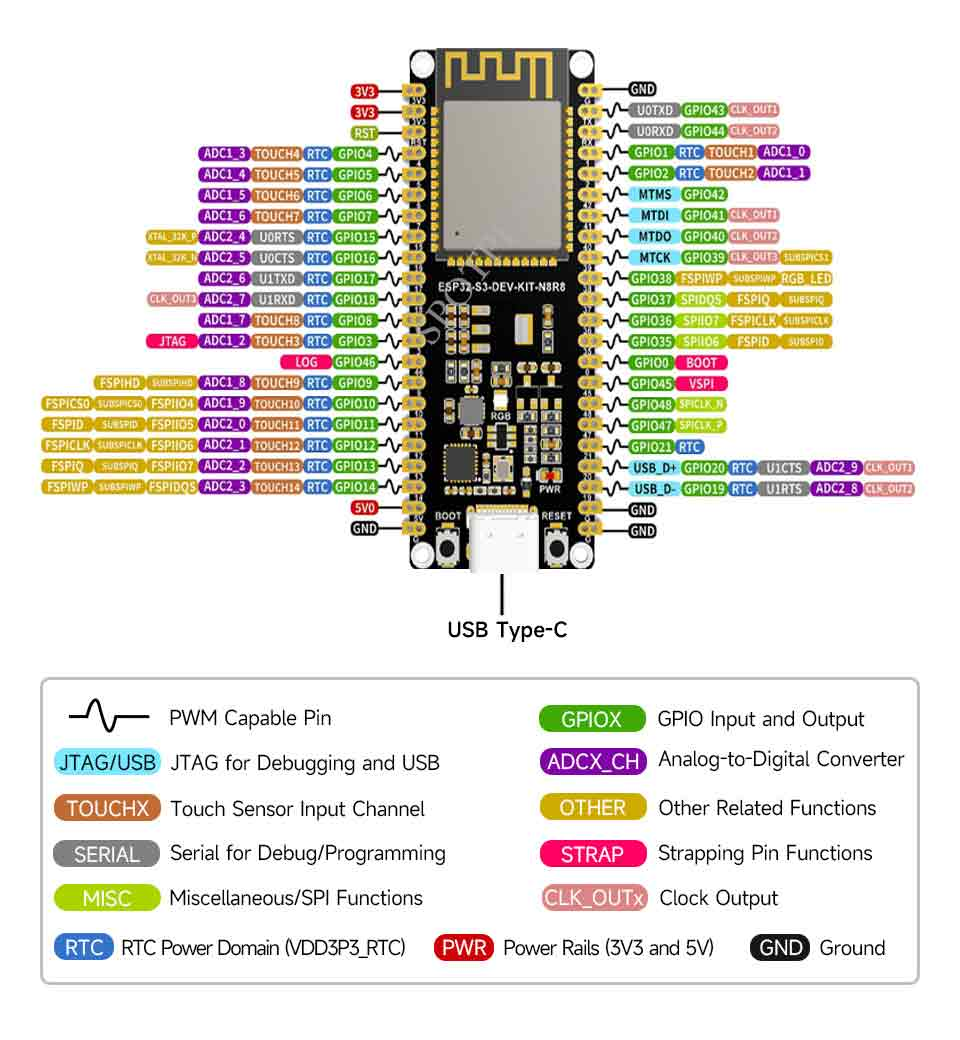 3V3 GND
3V3 U0TXD GPIO43 CLK_OUT1
RST U0RXD GPIO44 CLK_OUT2
ADC1_3 TOUCH4 RTC GPIO4 GPIO1 RTC TOUCH1 ADC1_0
ADC1_4 TOUCH5 RTC GPIO5 GPIO2 RTC TOUCH2 ADC1_1
ADC1_5 TOUCH6 RTC GPIO6 MTMS GPIO42
ADC1_6 TOUCH7 RTC GPIO7 MTDI GPIO41 CLK_OUT1
XTAL_32K_P ADC2_4 U0RTS RTC GPIO15 MTDO GPIO40 CLK_OUT2
XTAL_32K_N ADC2_5 U0CTS RTC GPIO16 MTCK GPIO39 CLK_OUT3 SUBSPICS1
ADC2_6 U1TXD RTC GPIO17 GPIO38 FSPIWP SUBSPIWP RGB_LED
ESP32-S3-DEV-KIT-N8R8
CLK_OUT3 ADC2_7 U1RXD RTC GPIO18 GPIO37 SPIDQS FSPIQ SUBSPIQ
ADC1_7 TOUCH8 RTC GPIO8 GPIO36 SPIIO7 FSPICLK SUBSPICLK
JTAG ADC1_2 TOUCH3 RTC GPIO3 GPIO35 SPIIO6 FSPID SUBSPID
LOG GPIO46 GPIO0 BOOT
FSPIHD SUBSPIHD ADC1_8 TOUCH9 RTC GPIO9 GPIO45 VSPI
FSPICS0 SUBSPICS0 FSPIIO4 ADC1_9 TOUCH10 RTC GPIO10 GPIO48 SPICLK_N
RGB
FSPID SUBSPID FSPIIO5 ADC2_0 TOUCH11 RTC GPIO11 GPIO47 SPICLK_P
FSPICLK SUBSPICLK FSPIIO6 ADC2_1 TOUCH12 RTC GPIO12 GPIO21 RTC
FSPIQ SUBSPIQ FSPIIO7 ADC2_2 TOUCH13 RTC GPIO13 USB_D+ GPIO20 RTC U1CTS ADC2_9 CLK_OUT1
FSPIWP SUBSPIWP FSPIDQS ADC2_3 TOUCH14 RTC GPIO14 PWR USB_D- GPIO19 RTC U1RTS ADC2_8 CLK_OUT2
5V0 GND
BOOT RESET
GND GND
USB Type-C
PWM Capable Pin GPIOX GPIO Input and Output
JTAG/USB JTAG for Debugging and USB ADCX_CH Analog-to-Digital Converter
TOUCHX Touch Sensor Input Channel OTHER Other Related Functions
SERIAL Serial for Debug/Programming STRAP Strapping Pin Functions
MISC Miscellaneous/SPI Functions CLK_OUTx Clock Output
RTC RTC Power Domain (VDD3P3_RTC) PWR Power Rails (3V3 and 5V) GND Ground